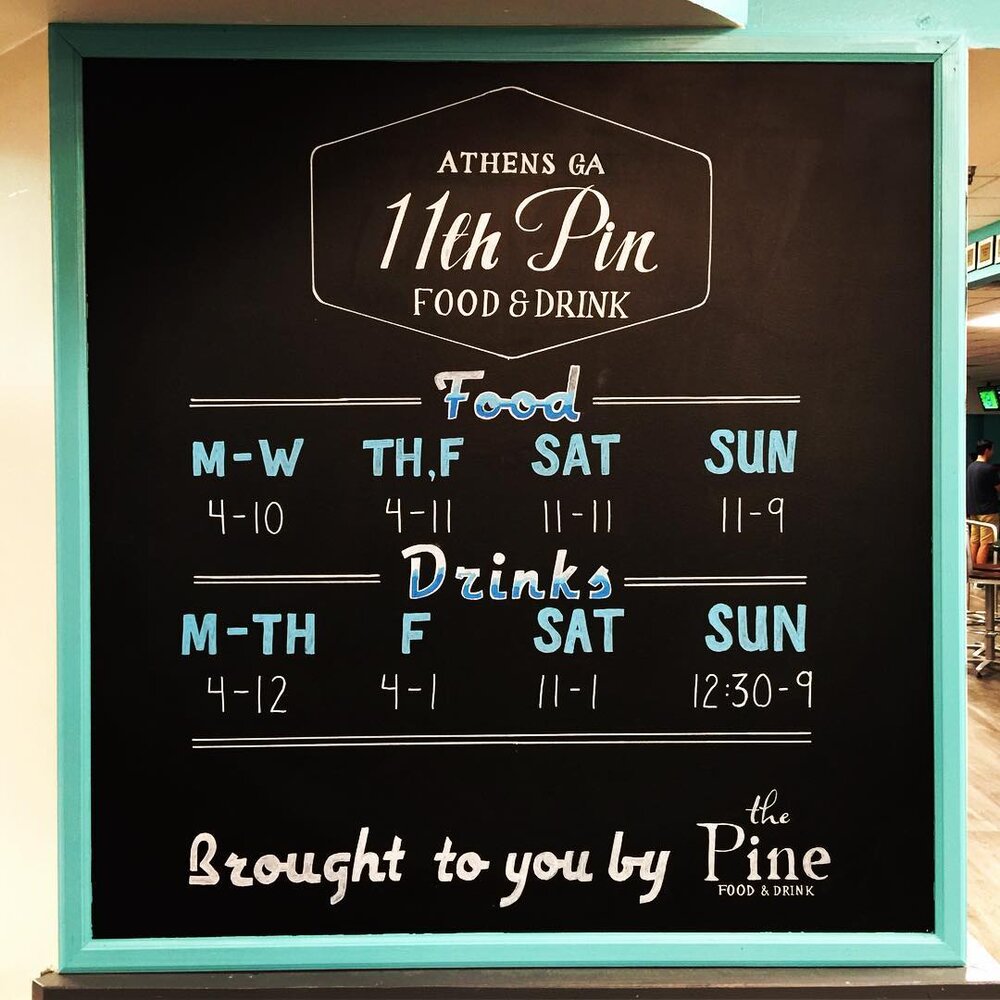 ATHENS GA
11th Pin
FOOD & DRINK
Food
M-W TH,F SAT SUN
4-10 4-11 11-11 11-9
Drinks
M-TH F SAT SUN
4-12 4-1 11-1 12:30-9
Brought to you by the Pine
FOOD & DRINK